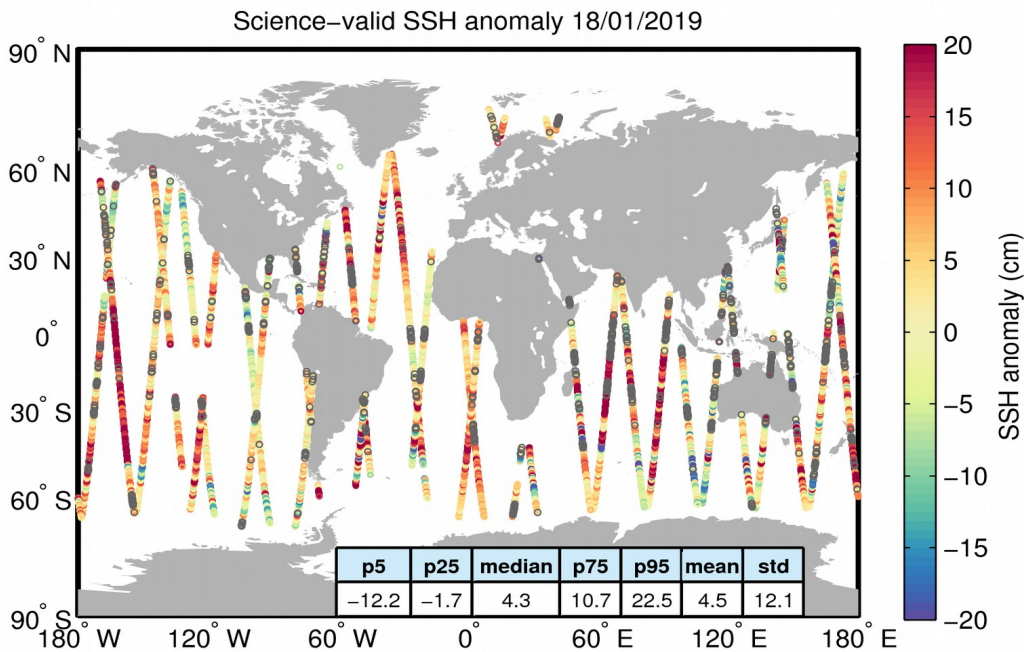 Science−valid SSH anomaly 18/01/2019
90° N
60° N
30° N
0°
30° S
60° S
90° S
180° W
120° W
60° W
0°
60° E
120° E
180° E
p5 p25 median p75 p95 mean std
−12.2 −1.7 4.3 10.7 22.5 4.5 12.1
20
15
10
5
0
−5
−10
−15
−20
SSH anomaly (cm)